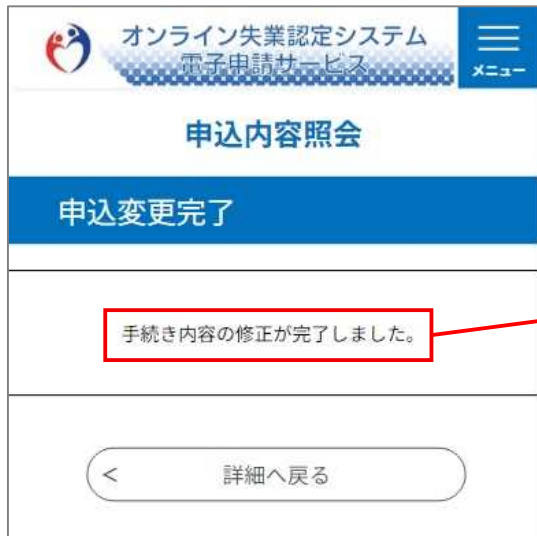 オンライン失業認定システム
電子申請サービス
メニュー
申込内容照会
申込変更完了
手続き内容の修正が完了しました。
< 詳細へ戻る